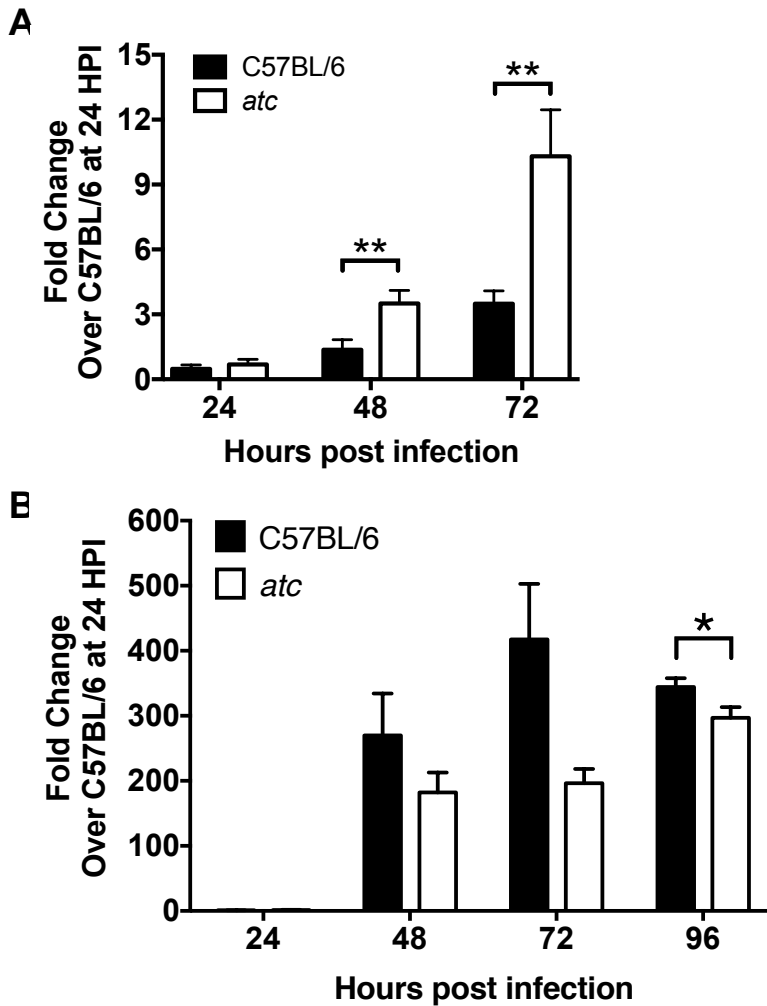 A
Fold Change
Over C57BL/6 at 24 HPI
15
12
9
6
3
0
C57BL/6
atc
**
**
24 48 72
Hours post infection
B
Fold Change
Over C57BL/6 at 24 HPI
600
500
400
300
200
100
0
C57BL/6
atc
*
24 48 72 96
Hours post infection